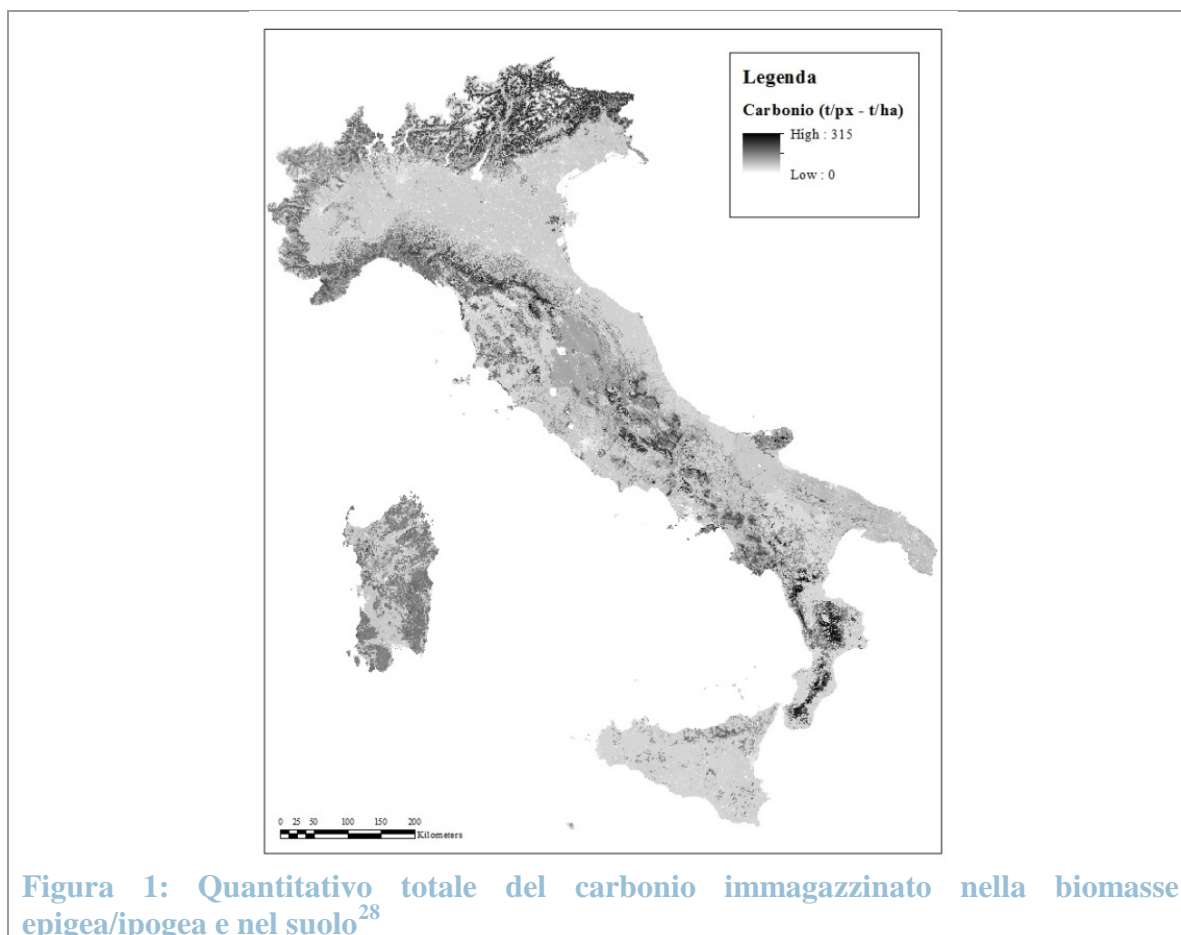 Legenda
Carbonio (t/px - t/ha)
High : 315
Low : 0
0 25 50 100 150 200
Kilometers
Figura 1: Quantitativo totale del carbonio immagazzinato nella biomasse
epigea/ipogea e nel suolo28